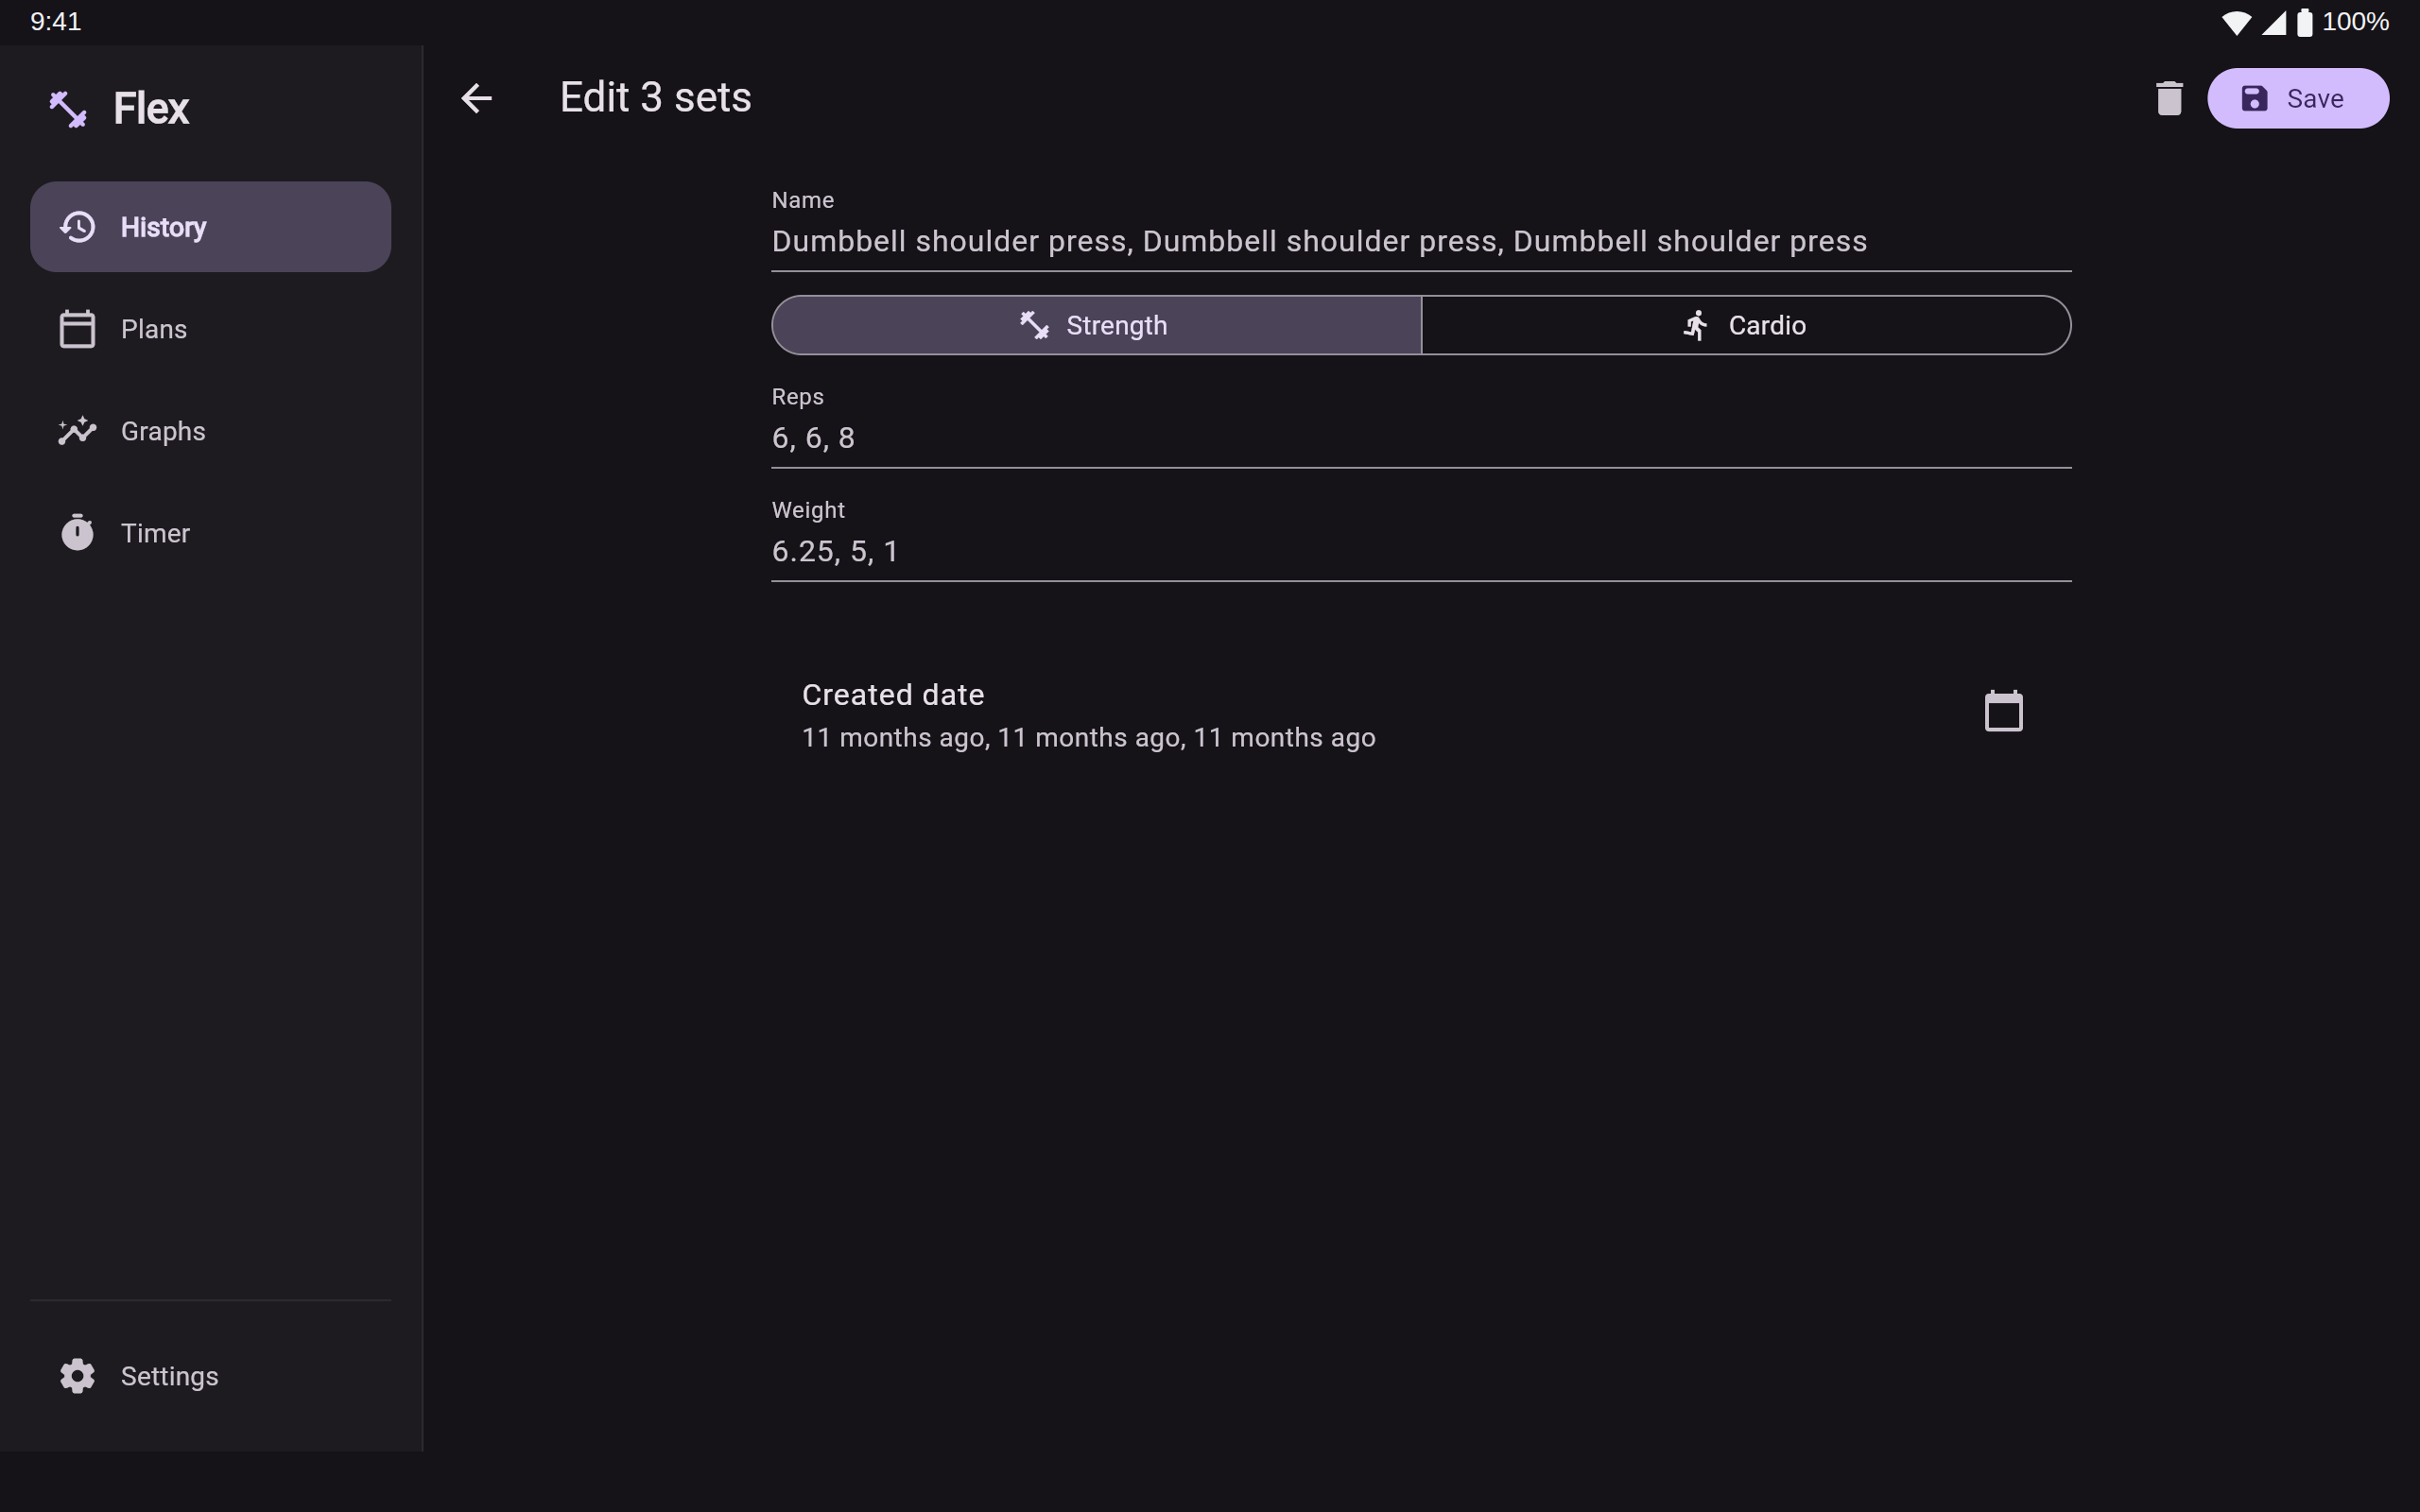 9:41
100%
Flex
Edit 3 sets
Save
History
Plans
Graphs
Timer
Settings
Name
Dumbbell shoulder press, Dumbbell shoulder press, Dumbbell shoulder press
Strength
Cardio
Reps
6, 6, 8
Weight
6.25, 5, 1
Created date
11 months ago, 11 months ago, 11 months ago